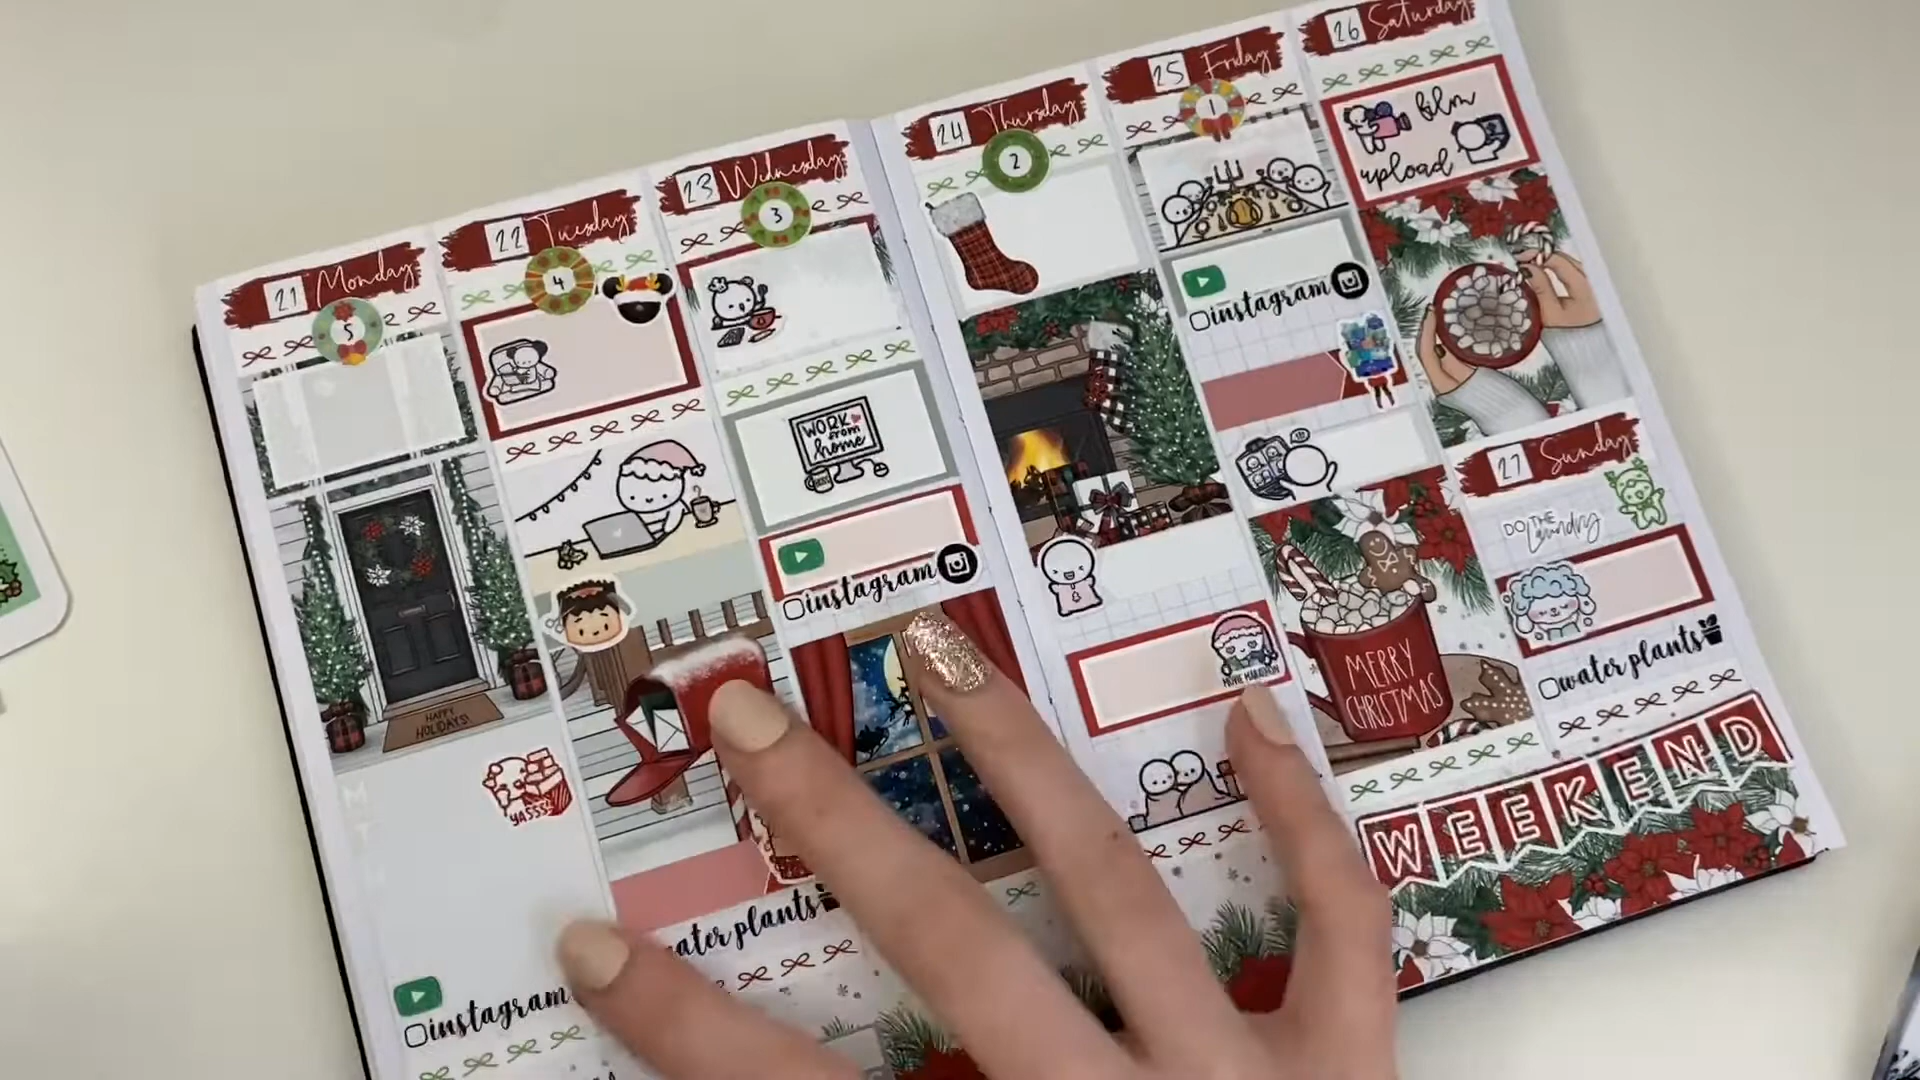 21 Monday
5
HAPPY HOLIDAYS!
YASSS!
instagram
22 Tuesday
4
water plants
23 Wednesday
3
WORK
from
home
instagram
24 Thursday
2
MOVIE MARATHON
25 Friday
1
instagram
MERRY
CHRISTMAS
26 Saturday
film
upload
27 Sunday
DO THE
Laundry
water plants
WEEKEND